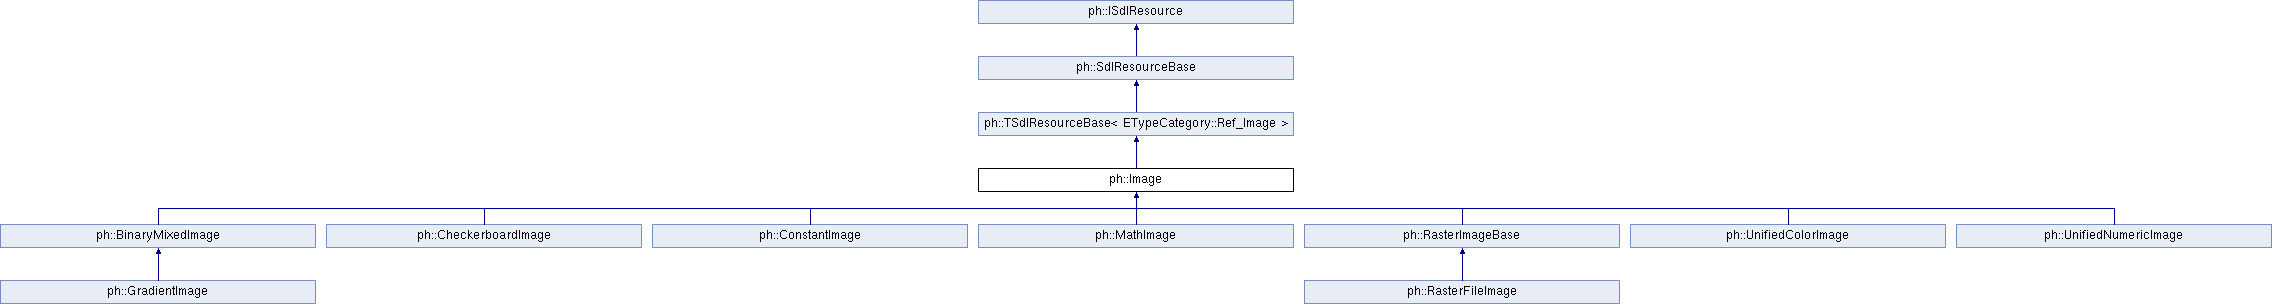 ph::ISdlResource
ph::SdlResourceBase
ph::TSdlResourceBase< ETypeCategory::Ref_Image >
ph::Image
ph::BinaryMixedImage
ph::CheckerboardImage
ph::ConstantImage
ph::MathImage
ph::RasterImageBase
ph::UnifiedColorImage
ph::UnifiedNumericImage
ph::GradientImage
ph::RasterFileImage